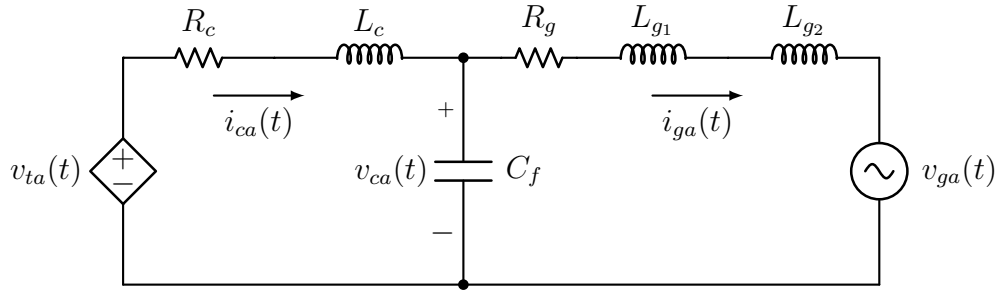 R_c L_c R_g L_{g_1} L_{g_2}
i_{ca}(t) i_{ga}(t)
+
v_{ta}(t) + − v_{ca}(t) C_f v_{ga}(t)
−